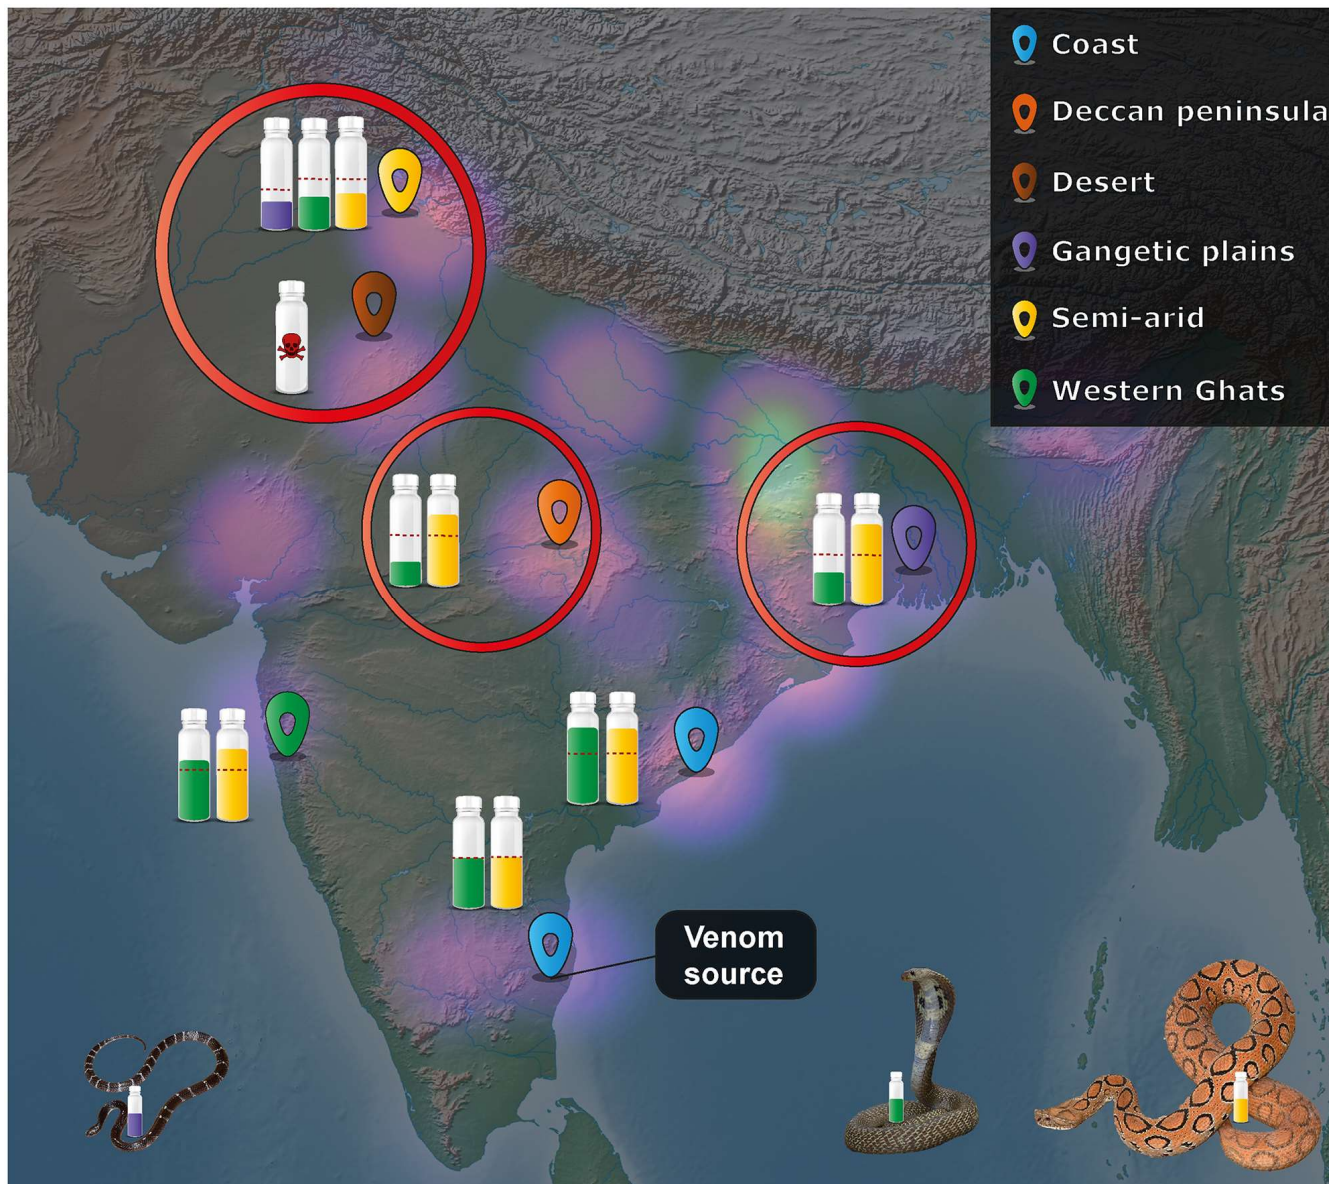 Coast
Deccan peninsula
Desert
Gangetic plains
Semi-arid
Western Ghats
Venom
source